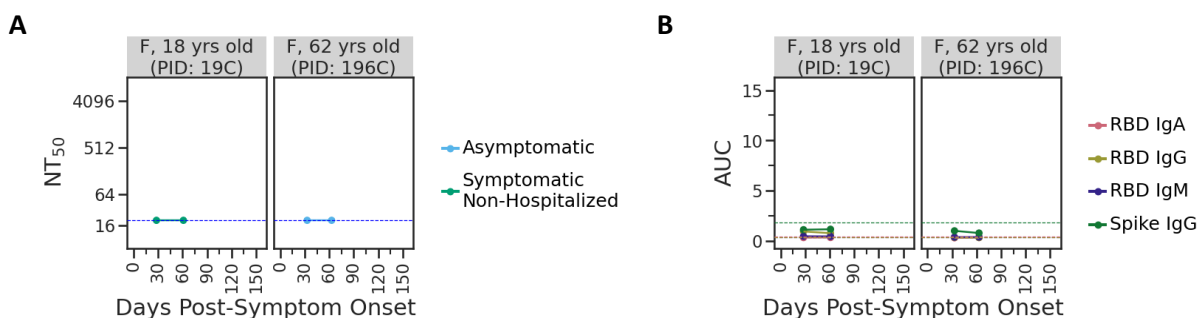 A
F, 18 yrs old
(PID: 19C)
F, 62 yrs old
(PID: 196C)
NT50
4096
512
64
16
0 30 60 90 120 150
0 30 60 90 120 150
Days Post-Symptom Onset
Asymptomatic
Symptomatic
Non-Hospitalized
B
F, 18 yrs old
(PID: 19C)
F, 62 yrs old
(PID: 196C)
AUC
15
10
5
0
0 30 60 90 120 150
0 30 60 90 120 150
Days Post-Symptom Onset
RBD IgA
RBD IgG
RBD IgM
Spike IgG